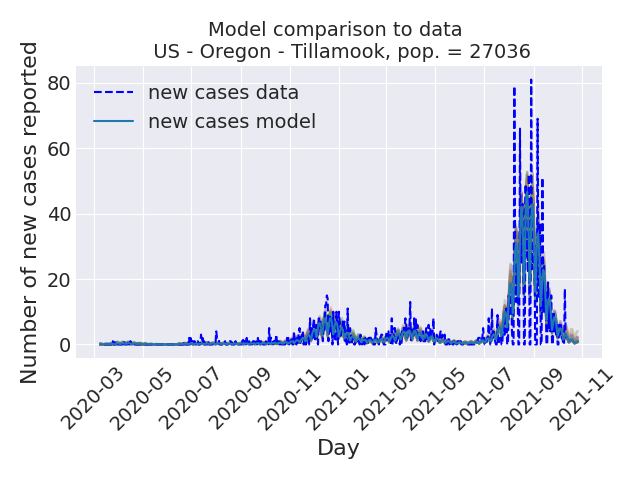 Model comparison to data
US - Oregon - Tillamook, pop. = 27036
Number of new cases reported
80
60
40
20
0
new cases data
new cases model
2020-03
2020-05
2020-07
2020-09
2020-11
2021-01
2021-03
2021-05
2021-07
2021-09
2021-11
Day